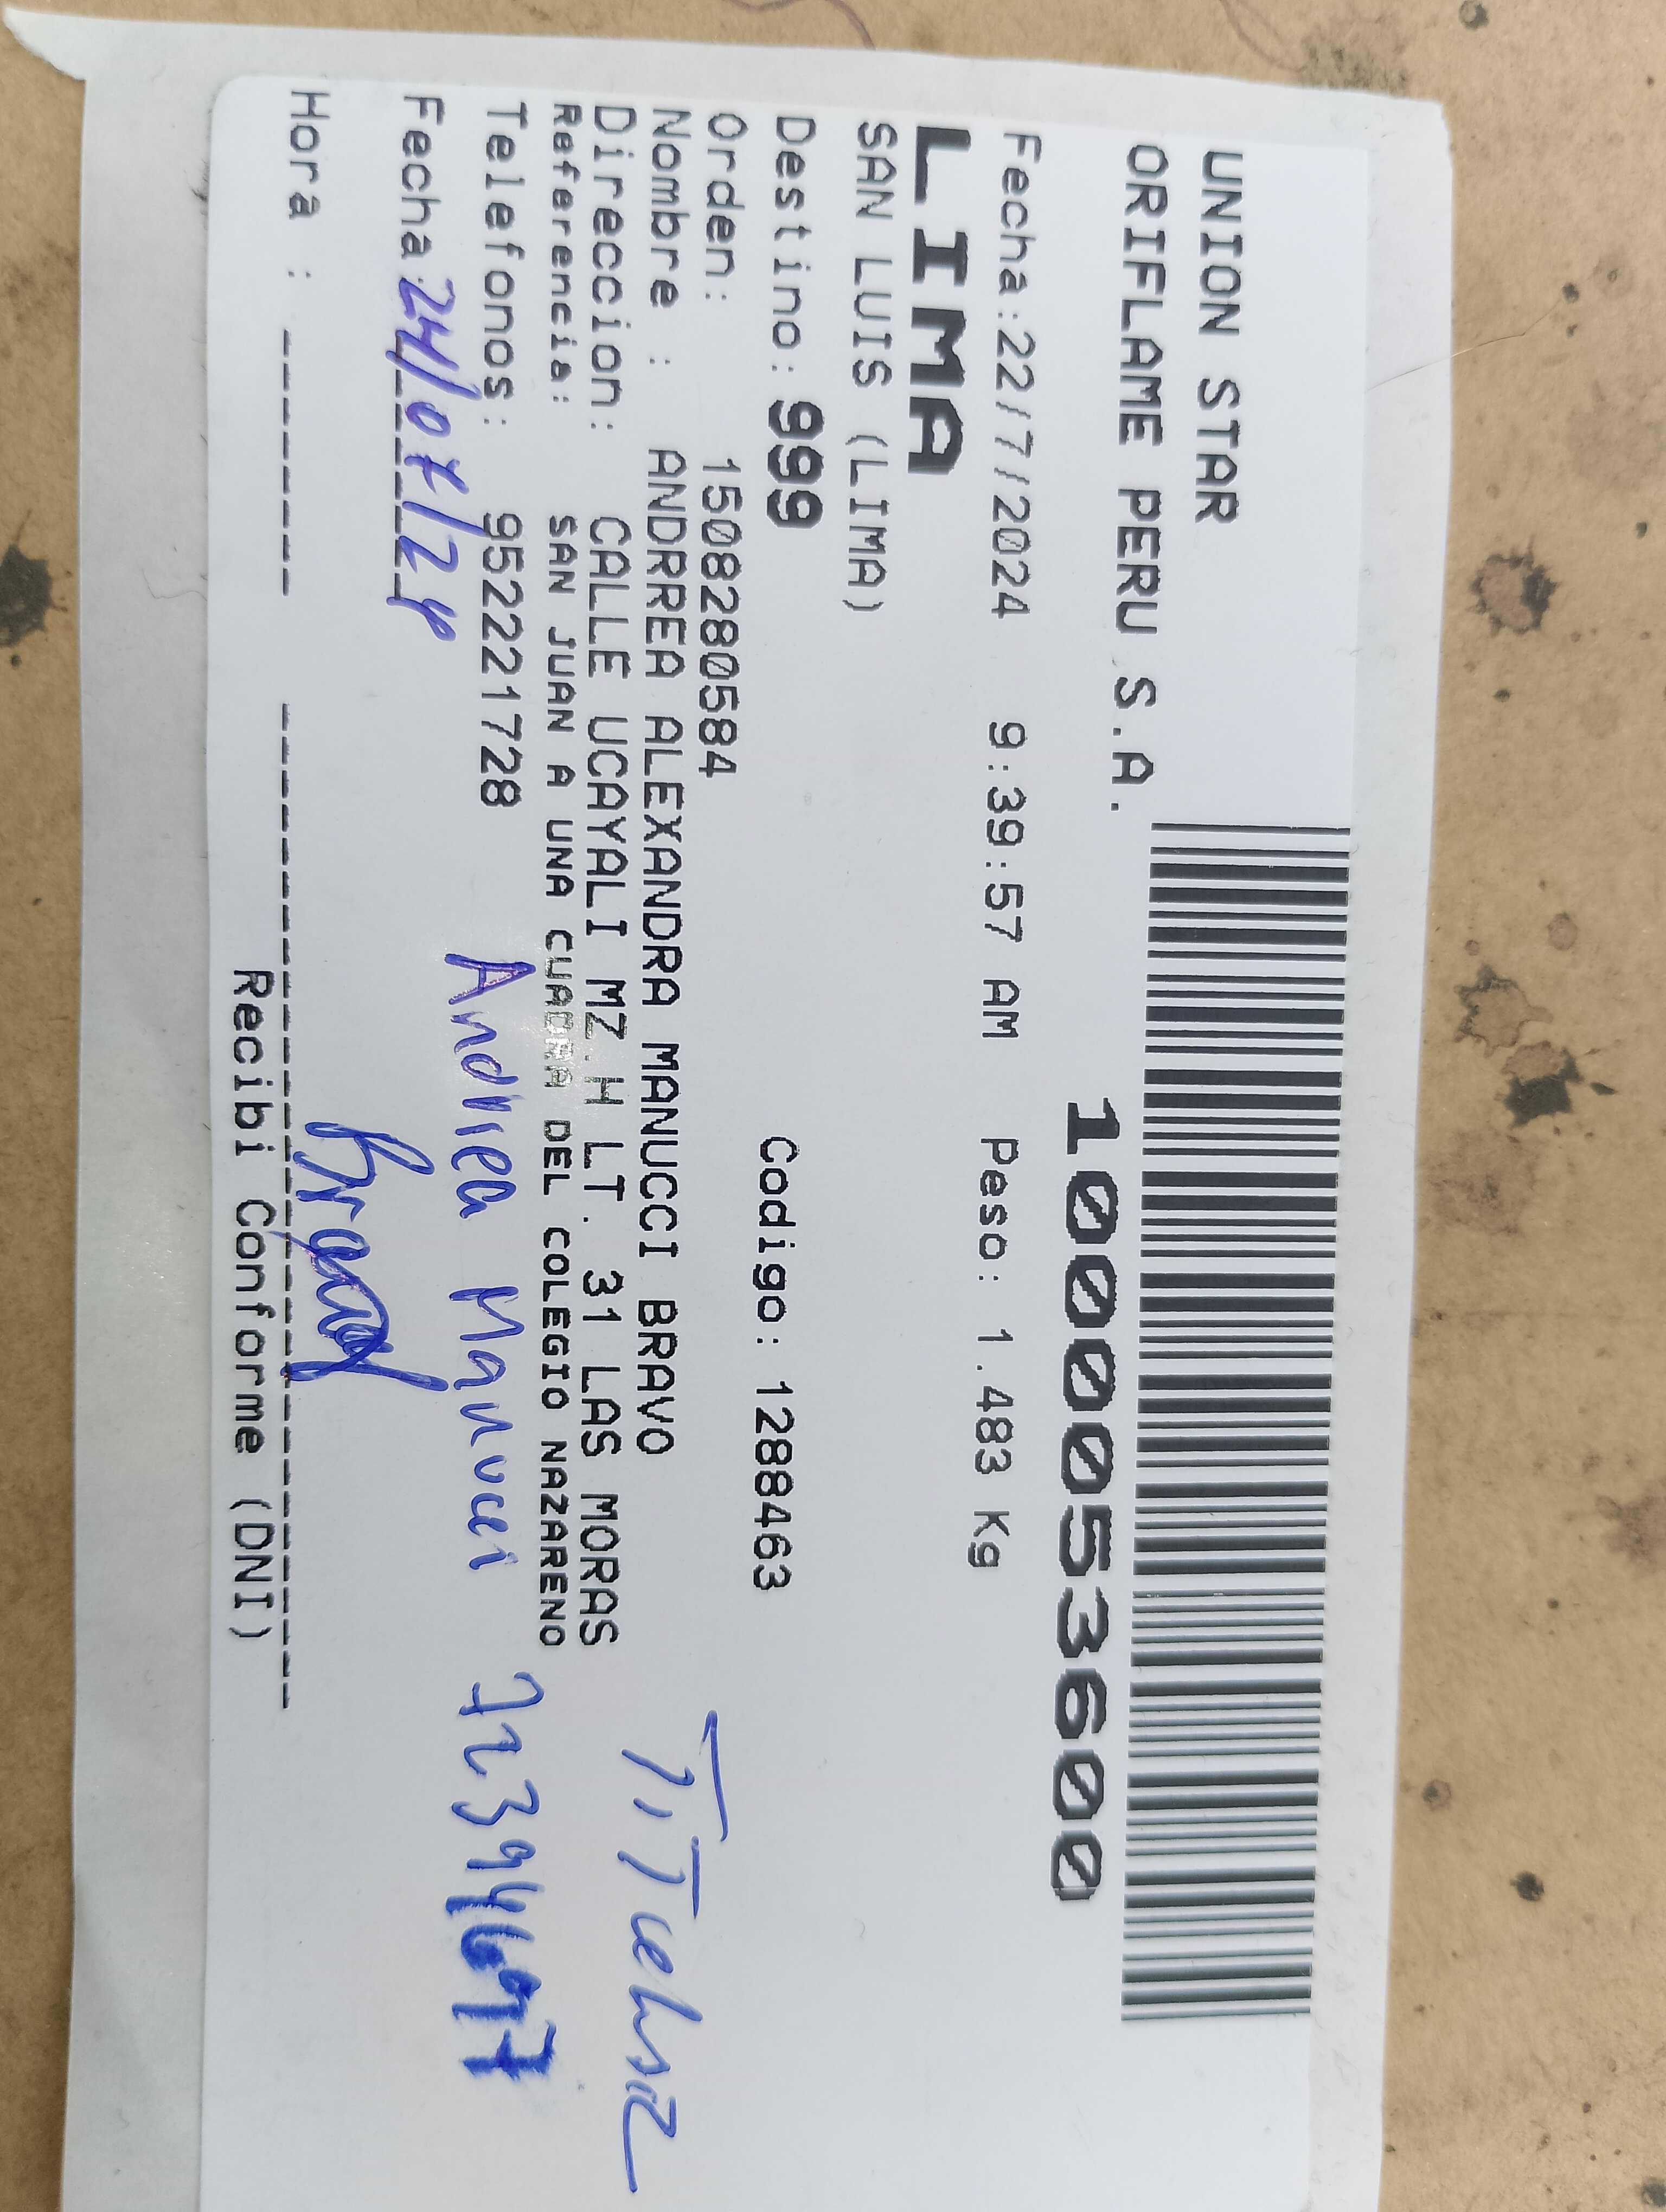 UNION STAR
ORIFLAME PERU S.A.
1000053600
Fecha:22/7/2024 9:39:57 AM Peso: 1.483 Kg
LIMA
SAN LUIS (LIMA)
Destino: 999 Codigo: 1288463
Orden: 1508280584
Nombre : ANDRREA ALEXANDRA MANUCCI BRAVO
Direccion: CALLE UCAYALI MZ.H LT. 31 LAS MORAS
Referencia: SAN JUAN A UNA CUADRA DEL COLEGIO NAZARENO
Telefonos: 952221728
Andrea Manucci
Fecha:24/07/24
Hora : 
Recibi Conforme (DNI)